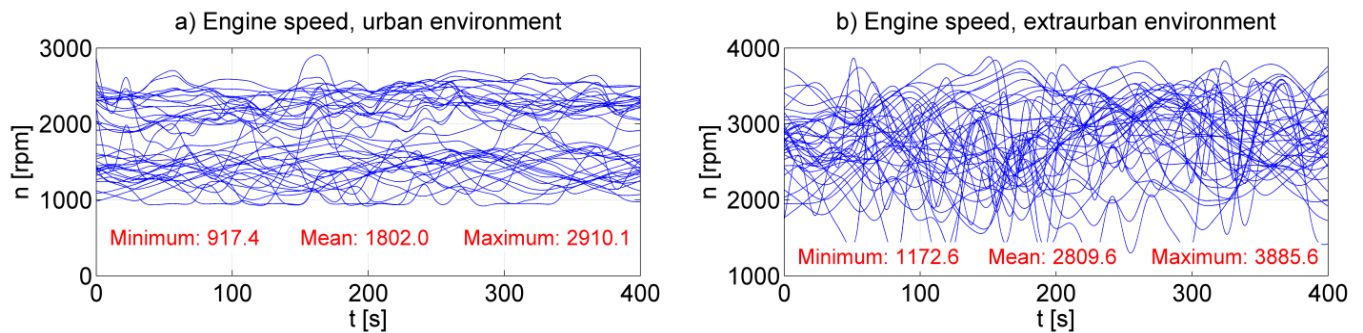 a) Engine speed, urban environment
3000
2000
1000
0
n [rpm]
Minimum: 917.4 Mean: 1802.0 Maximum: 2910.1
0 100 200 300 400
t [s]
b) Engine speed, extraurban environment
4000
3000
2000
1000
n [rpm]
Minimum: 1172.6 Mean: 2809.6 Maximum: 3885.6
0 100 200 300 400
t [s]